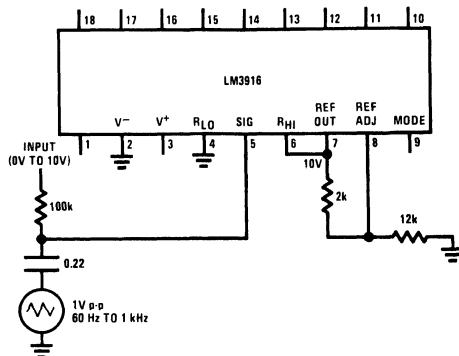 18 17 16 15 14 13 12 11 10
LM3916
V− V+ RLO SIG RHI REF OUT REF ADJ MODE
1 2 3 4 5 6 7 8 9
INPUT
(0V TO 10V)
10V
100k
2k
12k
0.22
1V p-p
60 Hz TO 1 kHz